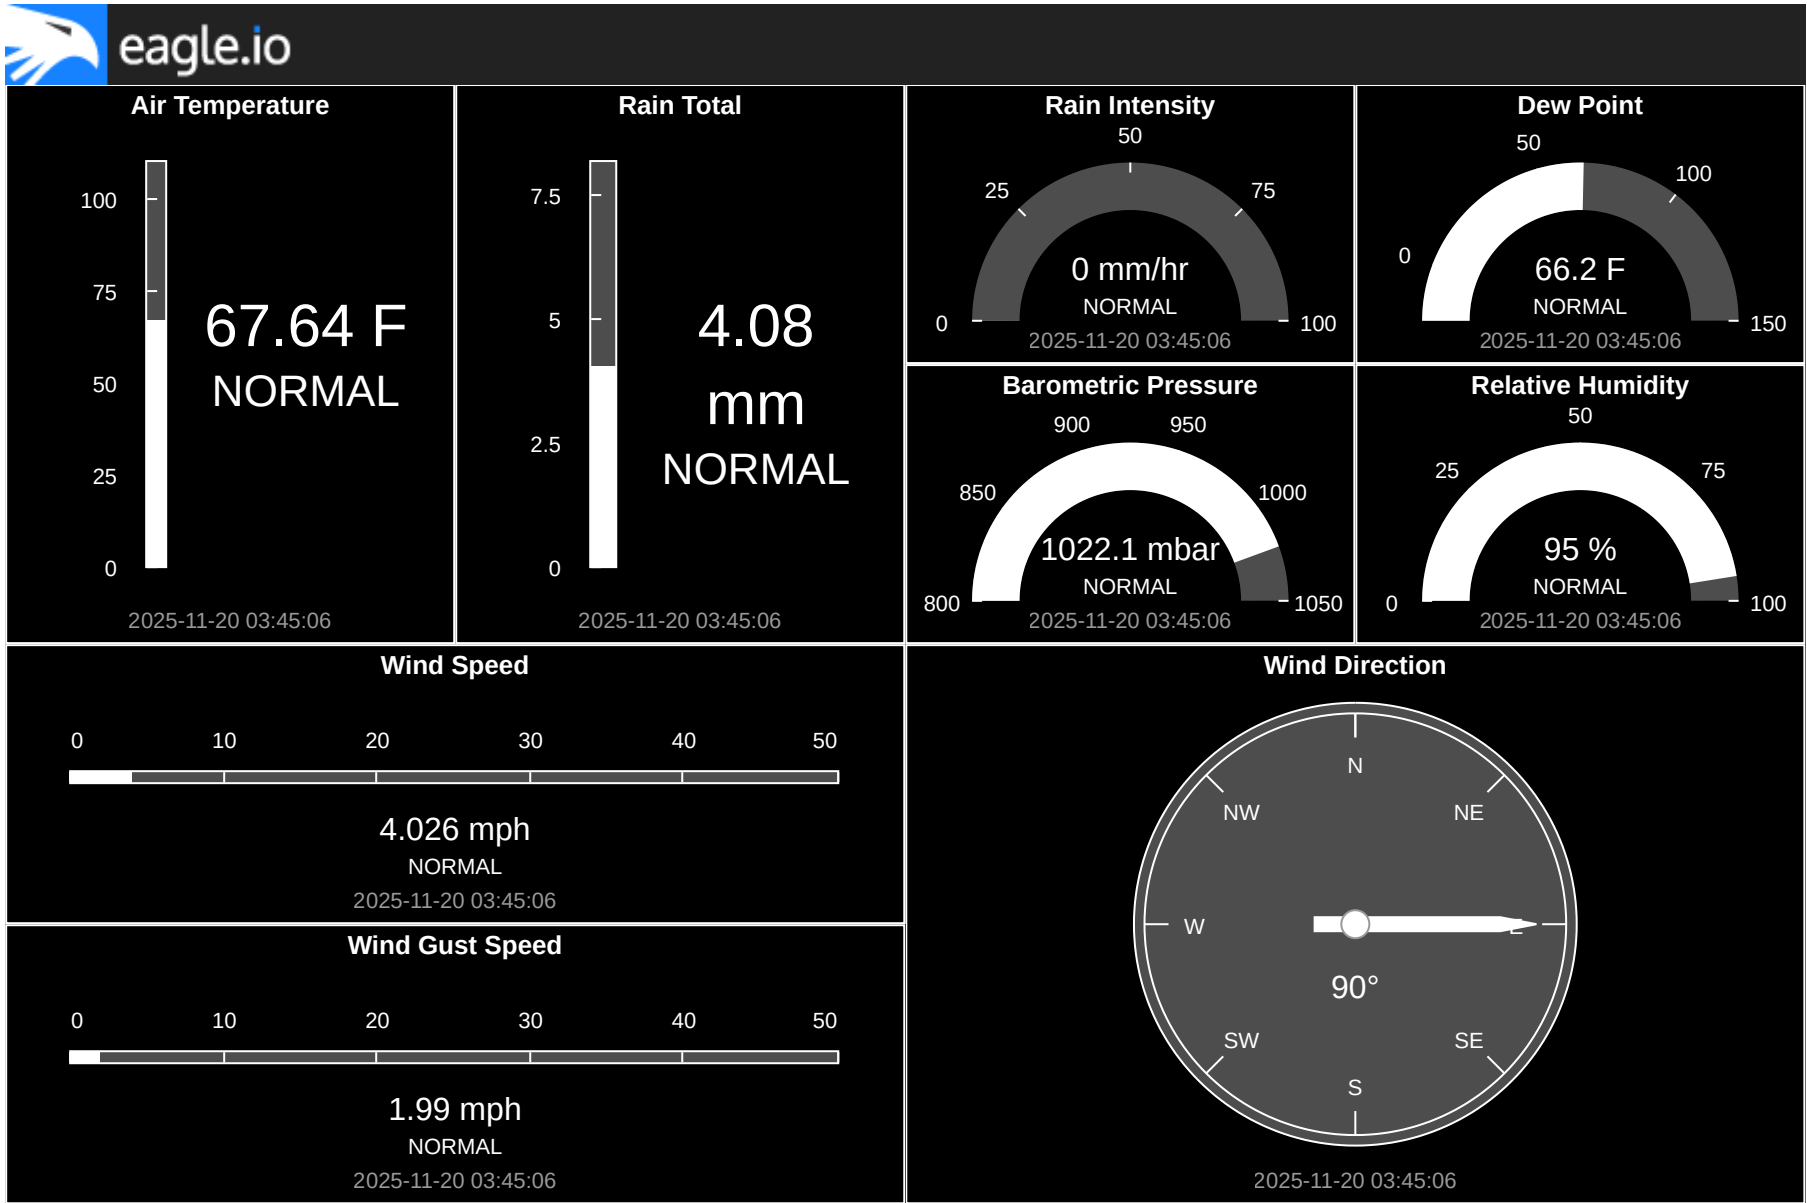 eagle.io
Air Temperature
100
75
50
25
0
67.64 F
NORMAL
2025-11-20 03:45:06
Rain Total
7.5
5
2.5
0
4.08
mm
NORMAL
2025-11-20 03:45:06
Rain Intensity
50
25
75
0
100
0 mm/hr
NORMAL
2025-11-20 03:45:06
Dew Point
50
100
0
150
66.2 F
NORMAL
2025-11-20 03:45:06
Barometric Pressure
900
950
850
1000
800
1050
1022.1 mbar
NORMAL
2025-11-20 03:45:06
Relative Humidity
50
25
75
0
100
95 %
NORMAL
2025-11-20 03:45:06
Wind Speed
0 10 20 30 40 50
4.026 mph
NORMAL
2025-11-20 03:45:06
Wind Gust Speed
0 10 20 30 40 50
1.99 mph
NORMAL
2025-11-20 03:45:06
Wind Direction
N
NW
NE
W
E
90°
SW
SE
S
2025-11-20 03:45:06